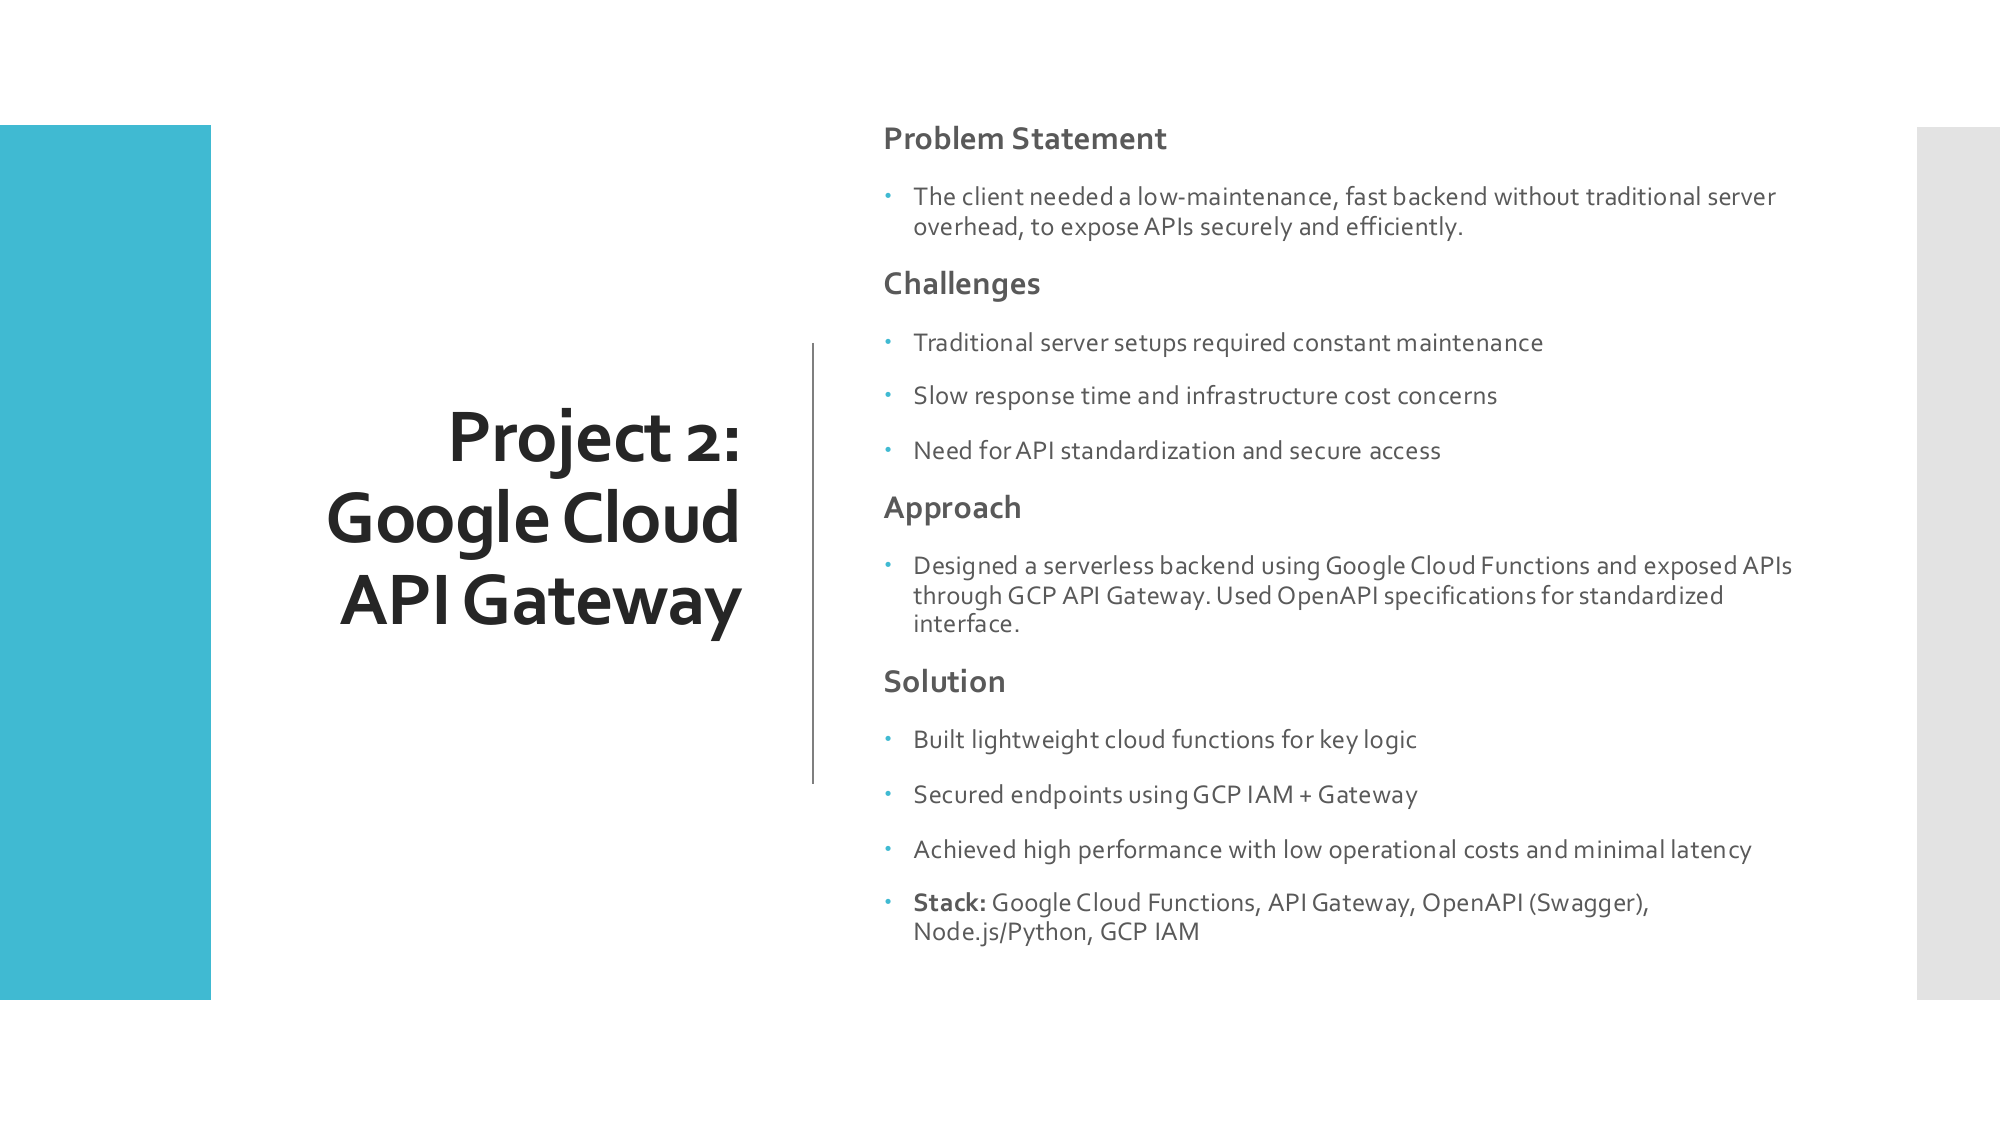 Project 2:
Google Cloud
API Gateway
Problem Statement
• The client needed a low-maintenance, fast backend without traditional server
overhead, to expose APIs securely and efficiently.
Challenges
• Traditional server setups required constant maintenance
• Slow response time and infrastructure cost concerns
• Need for API standardization and secure access
Approach
• Designed a serverless backend using Google Cloud Functions and exposed APIs
through GCP API Gateway. Used OpenAPI specifications for standardized
interface.
Solution
• Built lightweight cloud functions for key logic
• Secured endpoints using GCP IAM + Gateway
• Achieved high performance with low operational costs and minimal latency
• Stack: Google Cloud Functions, API Gateway, OpenAPI (Swagger),
Node.js/Python, GCP IAM